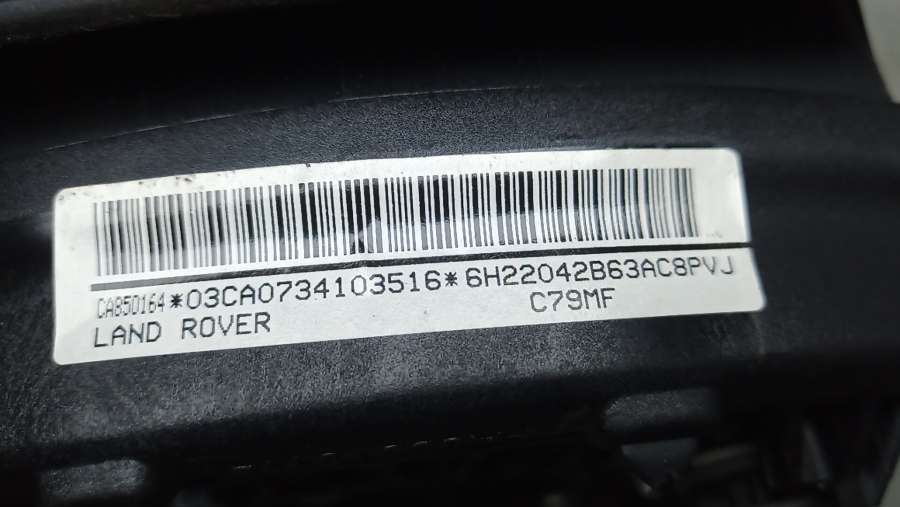 CA850164*03CA0734103516*6H22042B63AC8PVJ
LAND ROVER C79MF